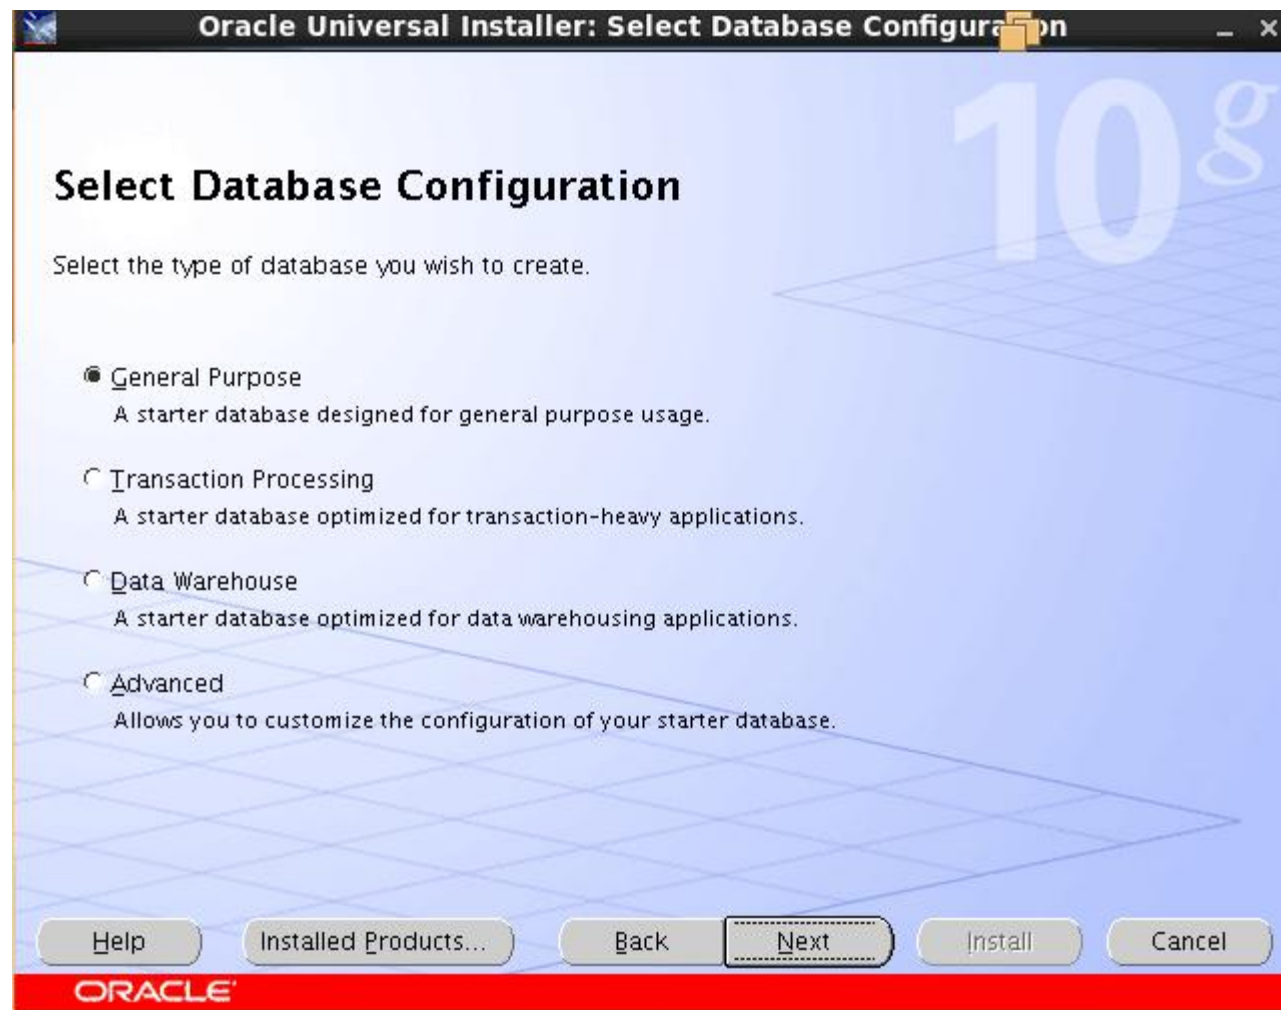 Oracle Universal Installer: Select Database Configuration
10g
Select Database Configuration
Select the type of database you wish to create.
General Purpose
A starter database designed for general purpose usage.
Transaction Processing
A starter database optimized for transaction-heavy applications.
Data Warehouse
A starter database optimized for data warehousing applications.
Advanced
Allows you to customize the configuration of your starter database.
Help Installed Products... Back Next Install Cancel
ORACLE